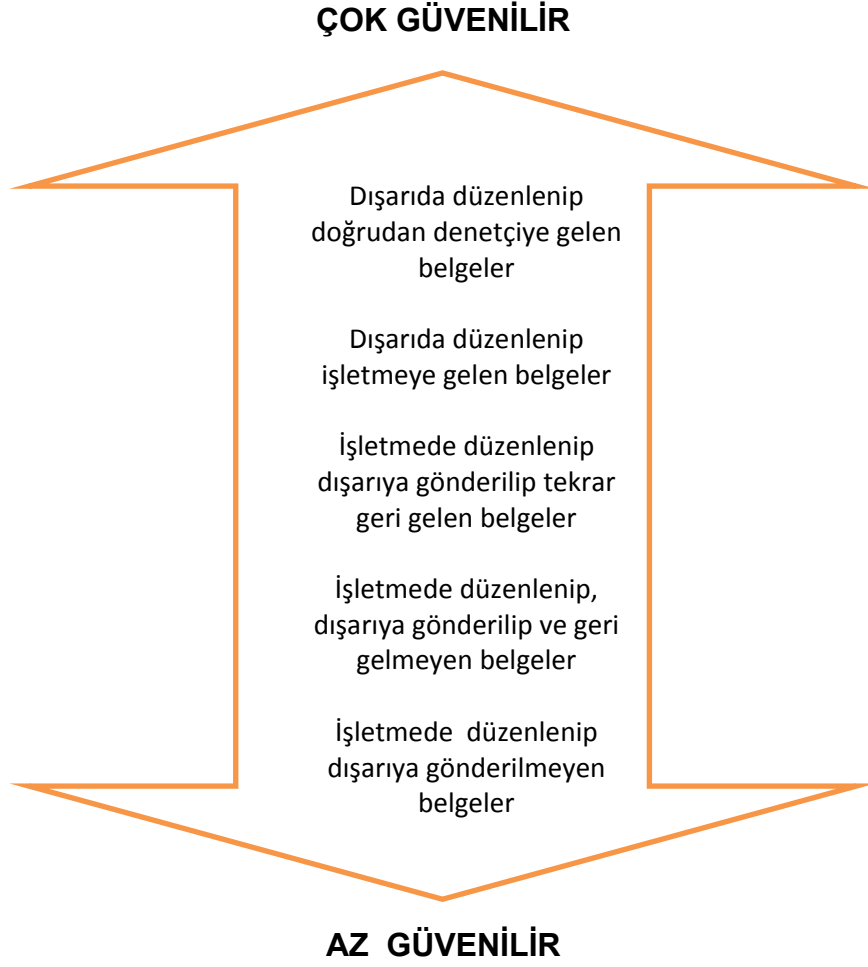 ÇOK GÜVENİLİR
Dışarıda düzenlenip
doğrudan denetçiye gelen
belgeler
Dışarıda düzenlenip
işletmeye gelen belgeler
İşletmede düzenlenip
dışarıya gönderilip tekrar
geri gelen belgeler
İşletmede düzenlenip,
dışarıya gönderilip ve geri
gelmeyen belgeler
İşletmede  düzenlenip
dışarıya gönderilmeyen
belgeler
AZ  GÜVENİLİR